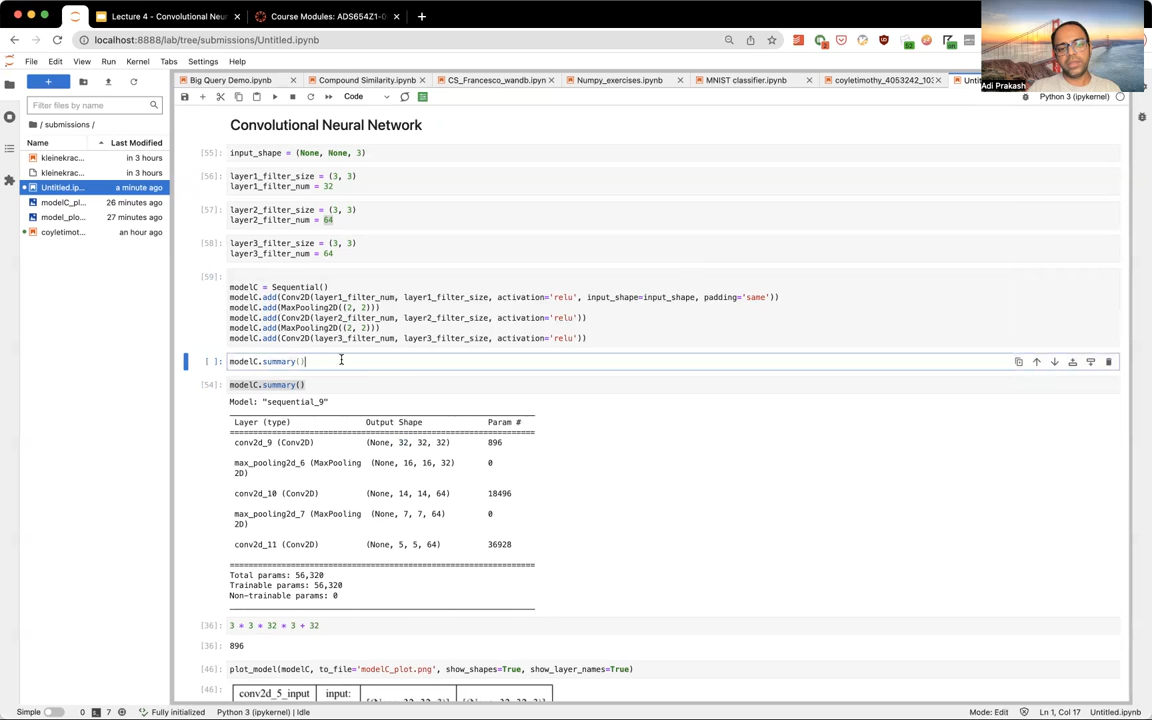 Lecture 4 - Convolutional Neur
Course Modules: ADS654Z1-0
localhost:8888/lab/tree/submissions/Untitled.ipynb
Adi Prakash
File Edit View Run Kernel Tabs Settings Help
Big Query Demo.ipynb
Compound Similarity.ipynb
CS_Francesco_wandb.ipyn
Numpy_exercises.ipynb
MNIST classifier.ipynb
coyletimothy_4053242_103
Code
Python 3 (ipykernel)
Filter files by name
/ submissions /
Name Last Modified
kleinekrac... in 3 hours
kleinekrac... in 3 hours
Untitled.ip... a minute ago
modelC_pl... 26 minutes ago
model_plo... 27 minutes ago
coyletimot... an hour ago
Convolutional Neural Network
[55]: input_shape = (None, None, 3)
[56]: layer1_filter_size = (3, 3)
layer1_filter_num = 32
[57]: layer2_filter_size = (3, 3)
layer2_filter_num = 64
[58]: layer3_filter_size = (3, 3)
layer3_filter_num = 64
[59]:
modelC = Sequential()
modelC.add(Conv2D(layer1_filter_num, layer1_filter_size, activation='relu', input_shape=input_shape, padding='same'))
modelC.add(MaxPooling2D((2, 2)))
modelC.add(Conv2D(layer2_filter_num, layer2_filter_size, activation='relu'))
modelC.add(MaxPooling2D((2, 2)))
modelC.add(Conv2D(layer3_filter_num, layer3_filter_size, activation='relu'))
[ ]: modelC.summary()
[54]: modelC.summary()
Model: "sequential_9"
Layer (type) Output Shape Param #
conv2d_9 (Conv2D) (None, 32, 32, 32) 896
max_pooling2d_6 (MaxPooling (None, 16, 16, 32) 0
2D)
conv2d_10 (Conv2D) (None, 14, 14, 64) 18496
max_pooling2d_7 (MaxPooling (None, 7, 7, 64) 0
2D)
conv2d_11 (Conv2D) (None, 5, 5, 64) 36928
Total params: 56,320
Trainable params: 56,320
Non-trainable params: 0
[36]: 3 * 3 * 32 * 3 + 32
[36]: 896
[46]: plot_model(modelC, to_file='modelC_plot.png', show_shapes=True, show_layer_names=True)
[46]:
conv2d_5_input input:
Simple 0 7 Fully initialized Python 3 (ipykernel) | Idle Mode: Edit Ln 1, Col 17 Untitled.ipynb